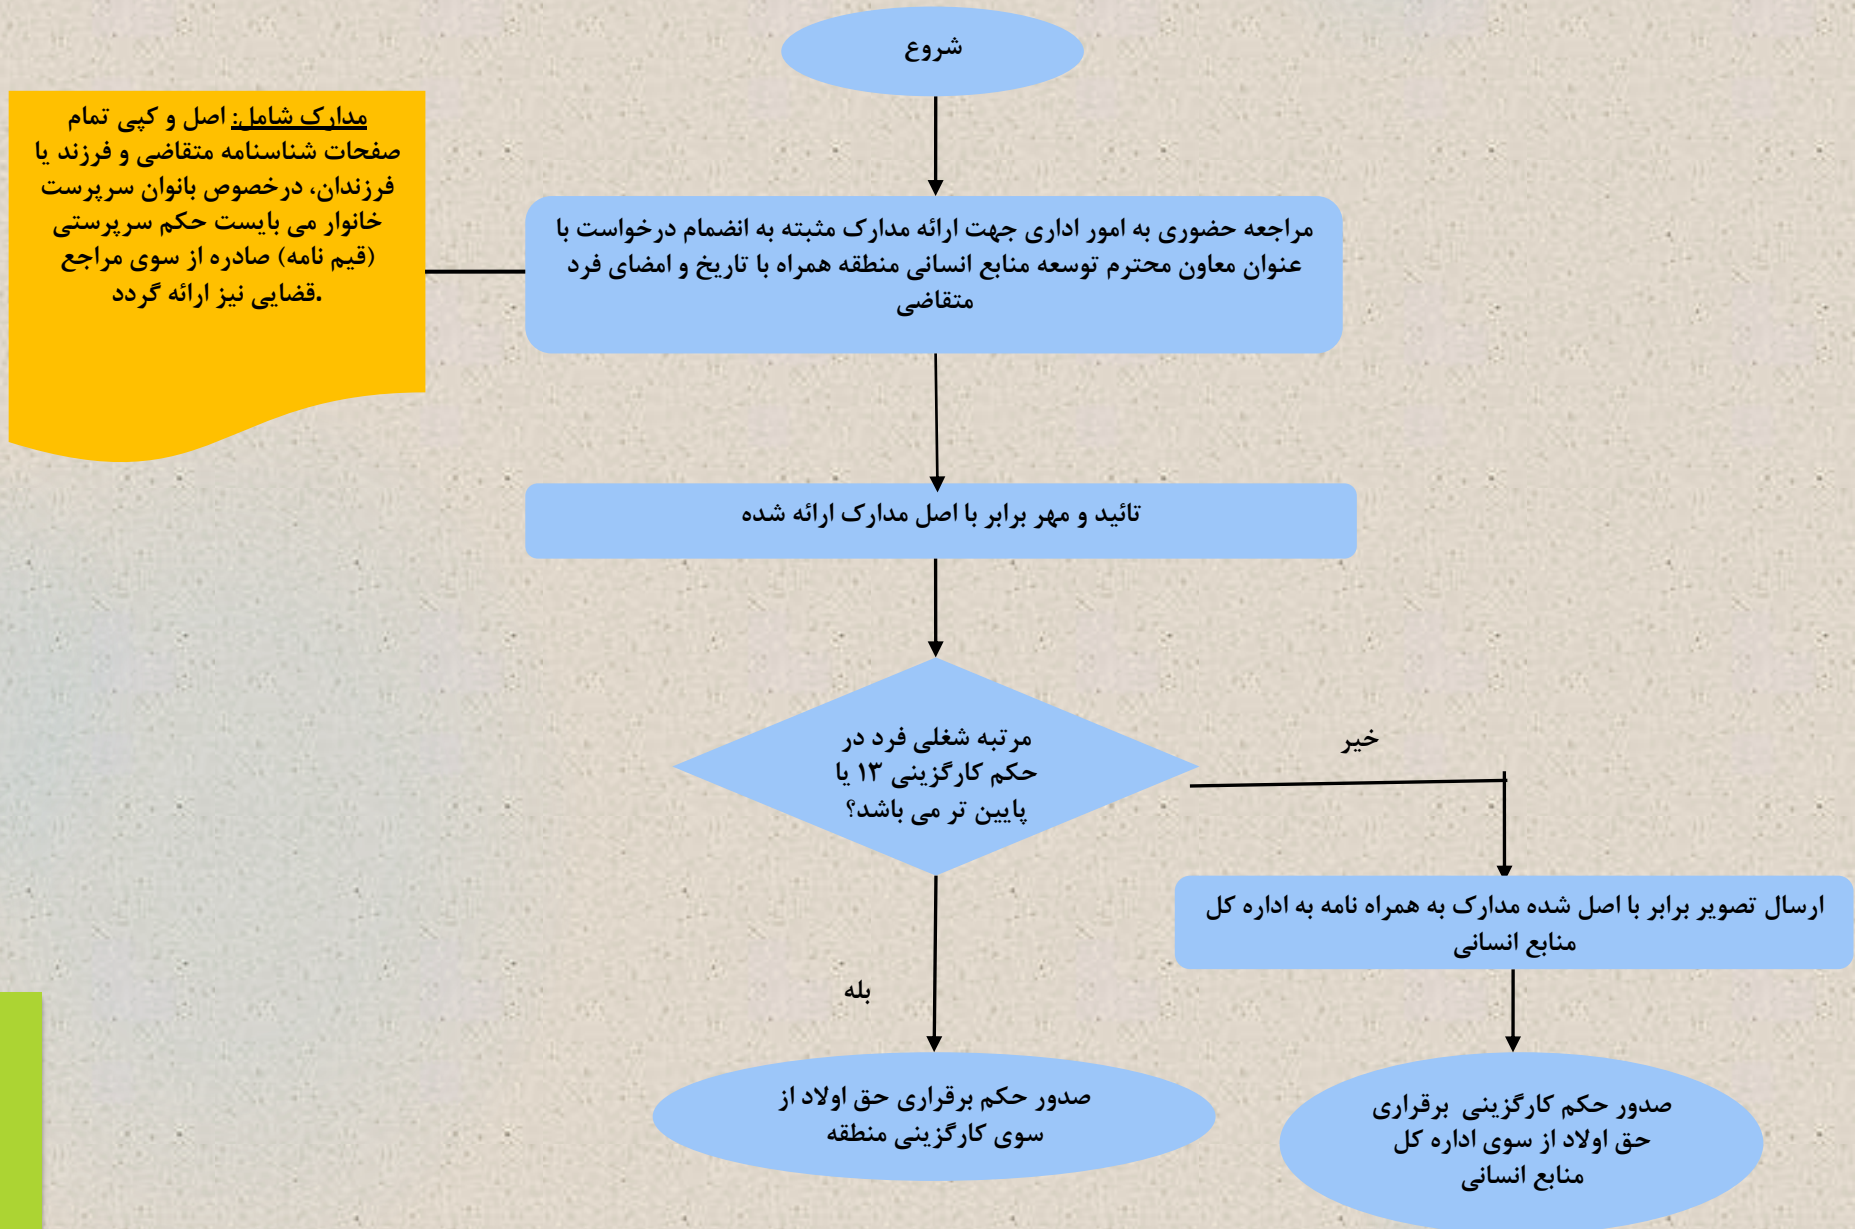 شروع
مدارک شامل: اصل و کپی تمام
صفحات شناسنامه متقاضی و فرزند یا
فرزندان، درخصوص بانوان سرپرست
خانوار می بایست حکم سرپرستی
(قیم نامه) صادره از سوی مراجع
قضایی نیز ارائه گردد.
مراجعه حضوری به امور اداری جهت ارائه مدارک مثبته به انضمام درخواست با
عنوان معاون محترم توسعه منابع انسانی منطقه همراه با تاریخ و امضای فرد
متقاضی
تائید و مهر برابر با اصل مدارک ارائه شده
مرتبه شغلی فرد در
حکم کارگزینی ۱۳ یا
پایین تر می باشد؟
خیر
ارسال تصویر برابر با اصل شده مدارک به همراه نامه به اداره کل
منابع انسانی
بله
صدور حکم برقراری حق اولاد از
سوی کارگزینی منطقه
صدور حکم کارگزینی برقراری
حق اولاد از سوی اداره کل
منابع انسانی